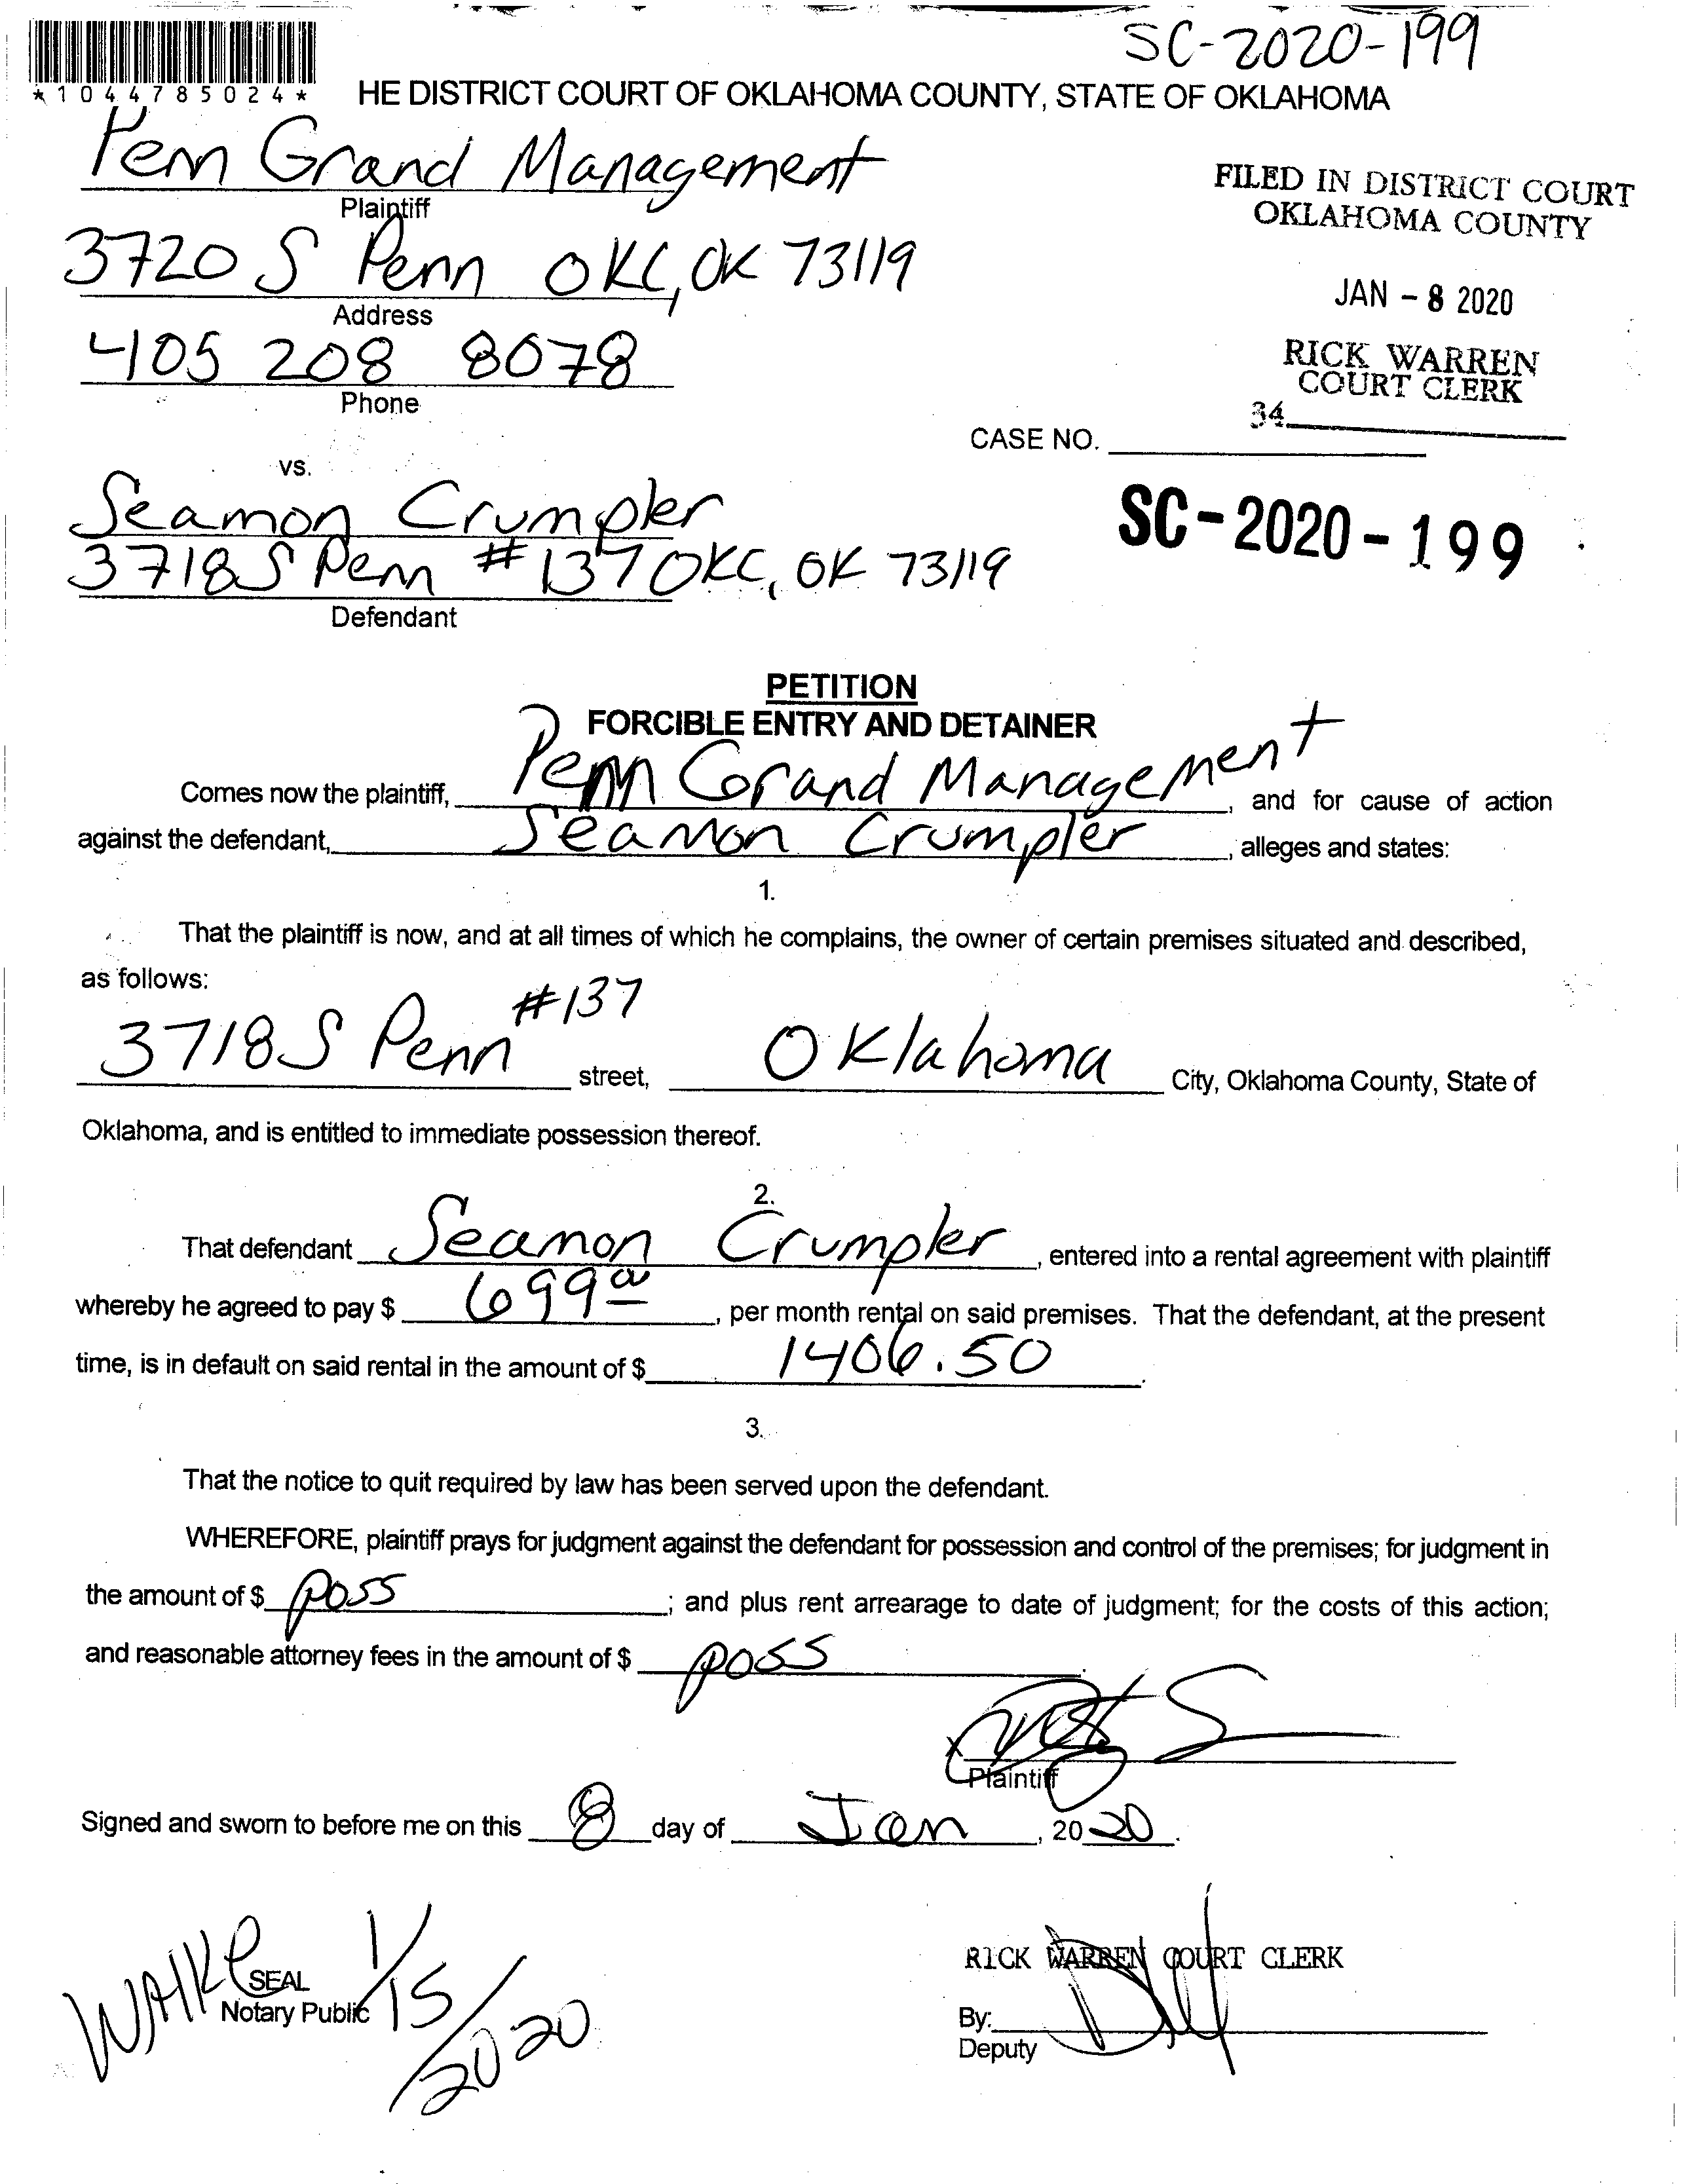 SC-2020-199
*1044785024*
HE DISTRICT COURT OF OKLAHOMA COUNTY, STATE OF OKLAHOMA
Penn Grand Management
Plaintiff
FILED IN DISTRICT COURT
OKLAHOMA COUNTY
3720 S Penn OKC, OK 73119
Address
JAN - 8 2020
405 208 8078
Phone
RICK WARREN
COURT CLERK
34
CASE NO.
vs.
Seamon Crumpler
SC-2020-199
3718 S Penn #137 OKC, OK 73119
Defendant
PETITION
FORCIBLE ENTRY AND DETAINER
Comes now the plaintiff, Penn Grand Management, and for cause of action
against the defendant, Seamon Crumpler, alleges and states:
1.
That the plaintiff is now, and at all times of which he complains, the owner of certain premises situated and described,
as follows:
3718 S Penn #137 street, Oklahoma City, Oklahoma County, State of
Oklahoma, and is entitled to immediate possession thereof.
2.
That defendant Seamon Crumpler, entered into a rental agreement with plaintiff
whereby he agreed to pay $ 699 00, per month rental on said premises. That the defendant, at the present
time, is in default on said rental in the amount of $ 1406.50.
3.
That the notice to quit required by law has been served upon the defendant.
WHEREFORE, plaintiff prays for judgment against the defendant for possession and control of the premises; for judgment in
the amount of $ poss; and plus rent arrearage to date of judgment; for the costs of this action;
and reasonable attorney fees in the amount of $ poss.
X
Plaintiff
Signed and sworn to before me on this 8 day of Jan, 2020.
SEAL
Notary Public
1/15/2020
RICK WARREN COURT CLERK
By:
Deputy